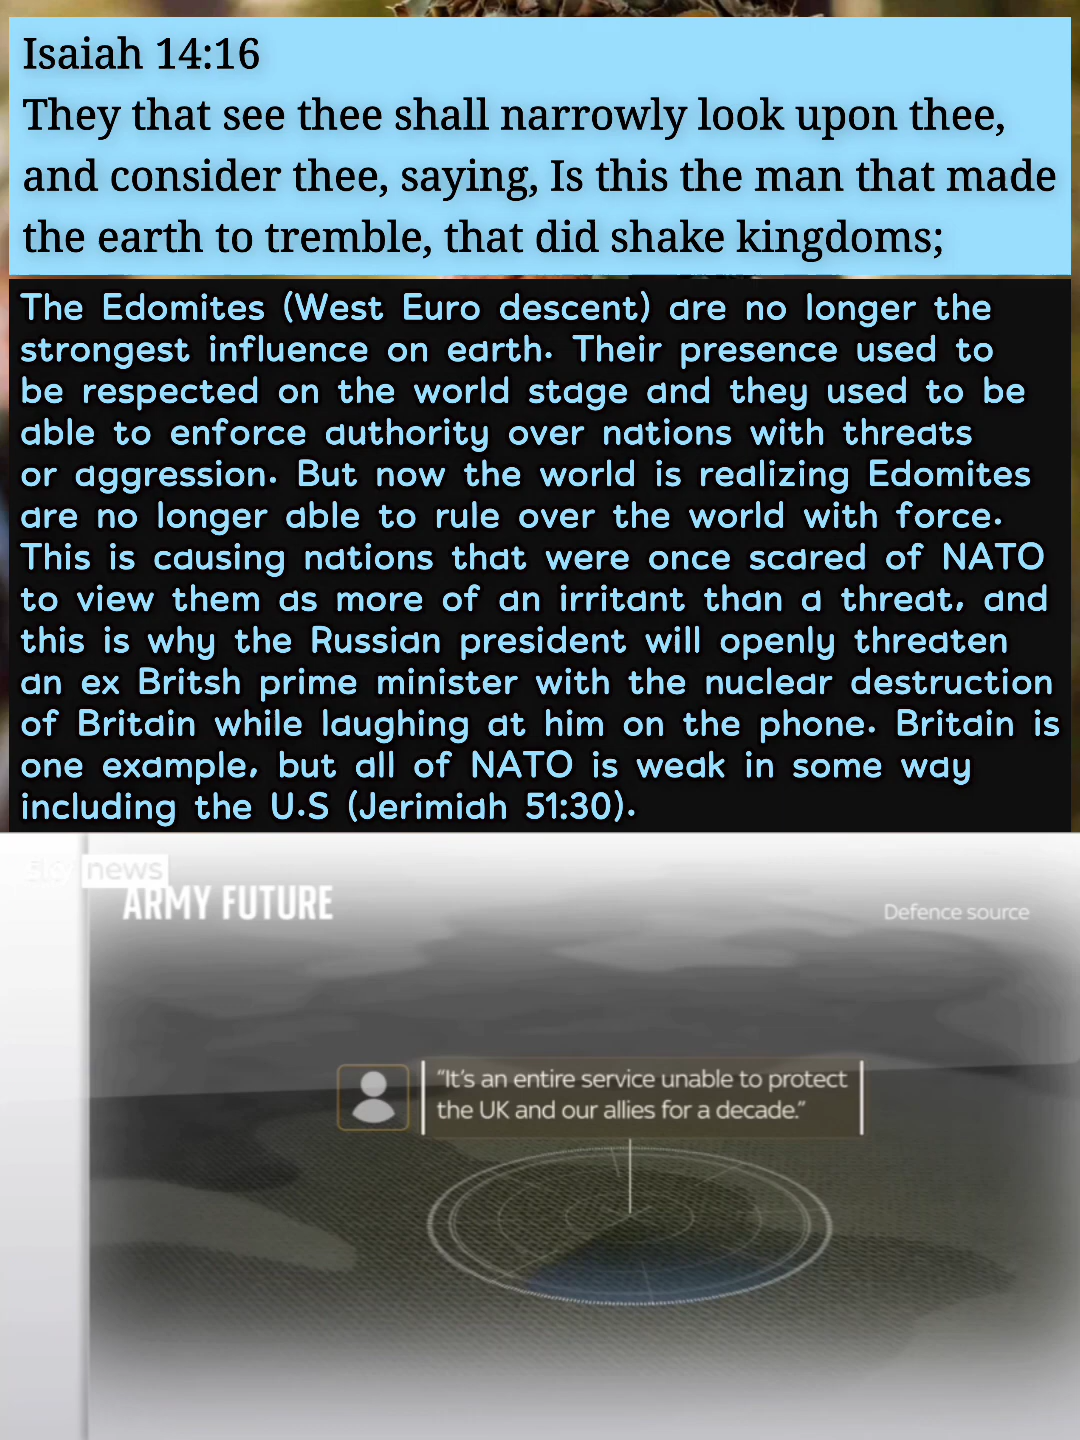 Isaiah 14:16
They that see thee shall narrowly look upon thee,
and consider thee, saying, Is this the man that made
the earth to tremble, that did shake kingdoms;
The Edomites (West Euro descent) are no longer the
strongest influence on earth. Their presence used to
be respected on the world stage and they used to be
able to enforce authority over nations with threats
or aggression. But now the world is realizing Edomites
are no longer able to rule over the world with force.
This is causing nations that were once scared of NATO
to view them as more of an irritant than a threat, and
this is why the Russian president will openly threaten
an ex Britsh prime minister with the nuclear destruction
of Britain while laughing at him on the phone. Britain is
one example, but all of NATO is weak in some way
including the U.S (Jerimiah 51:30).
sky news
ARMY FUTURE
Defence source
"It's an entire service unable to protect
the UK and our allies for a decade."